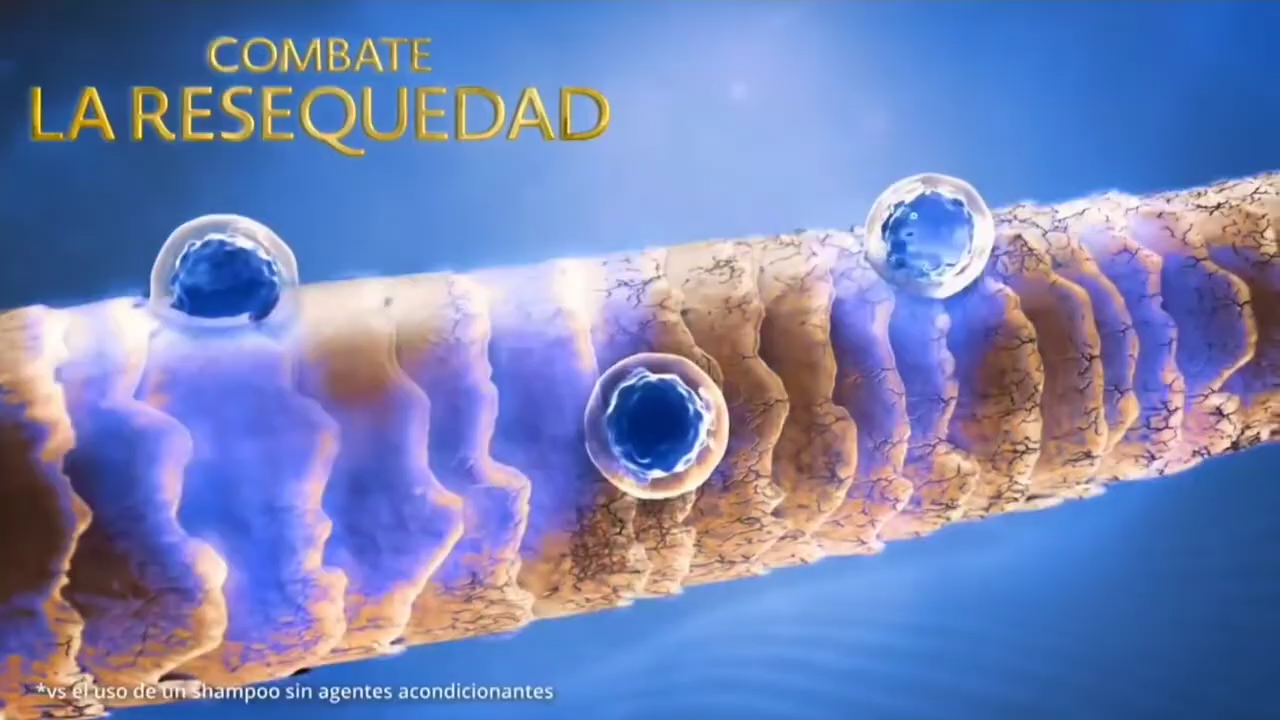 COMBATE
LA RESEQUEDAD
*vs el uso de un shampoo sin agentes acondicionantes